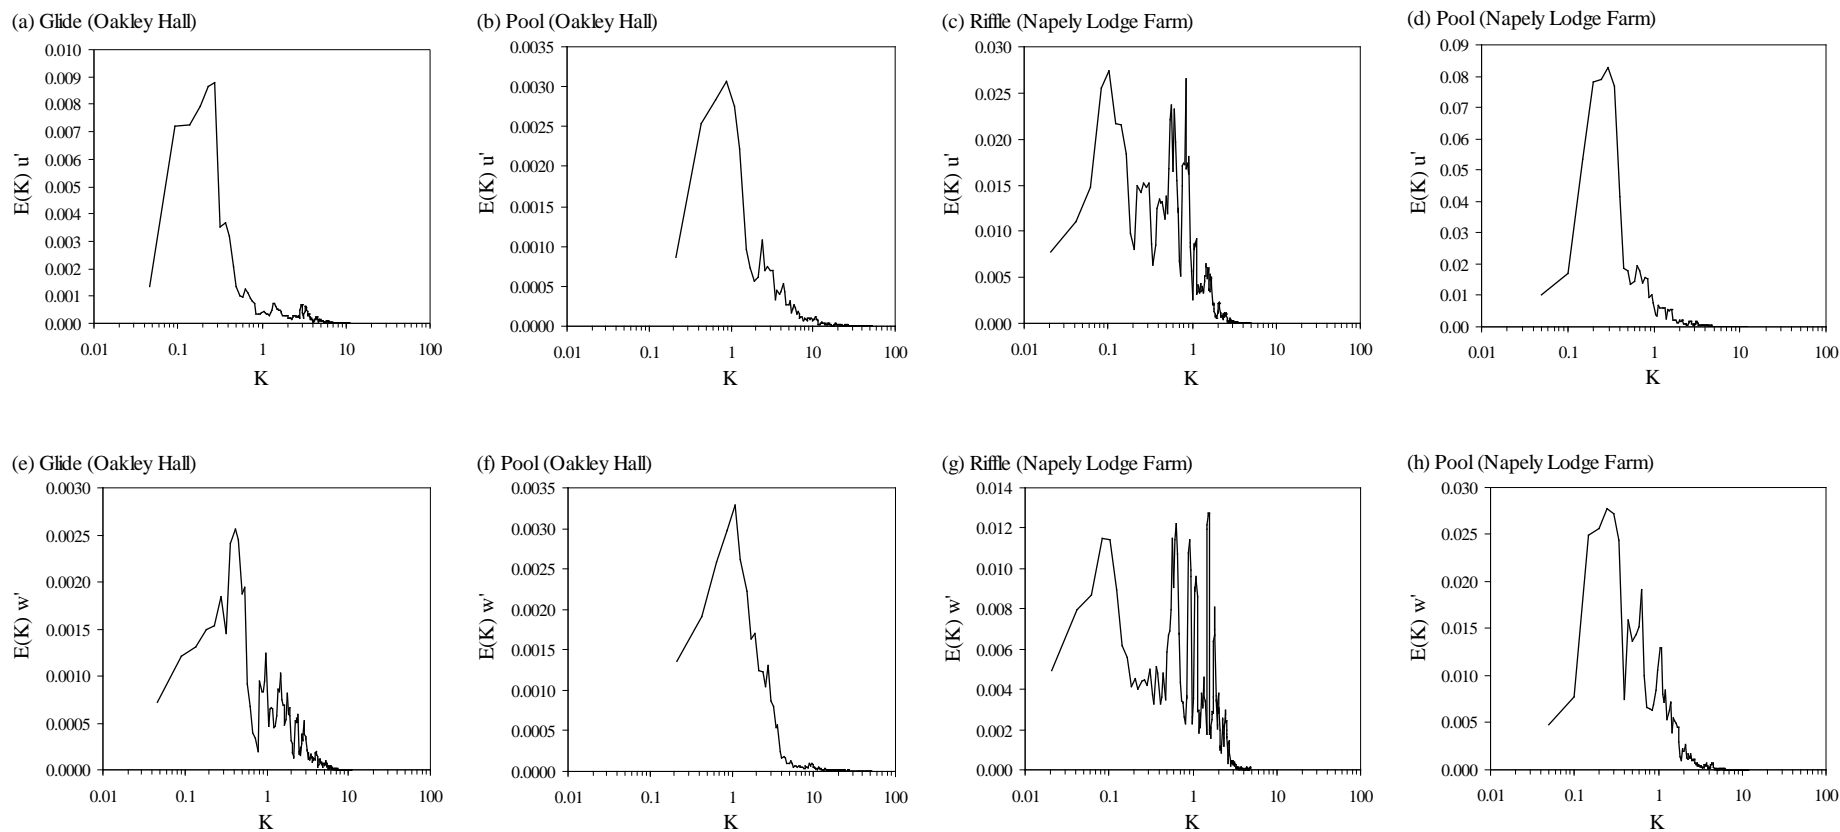 (a) Glide (Oakley Hall)
0.010
0.009
0.008
0.007
0.006
0.005
0.004
0.003
0.002
0.001
0.000
E(K) u'
0.01 0.1 1 10 100
K
(b) Pool (Oakley Hall)
0.0035
0.0030
0.0025
0.0020
0.0015
0.0010
0.0005
0.0000
E(K) u'
0.01 0.1 1 10 100
K
(c) Riffle (Napely Lodge Farm)
0.030
0.025
0.020
0.015
0.010
0.005
0.000
E(K) u'
0.01 0.1 1 10 100
K
(d) Pool (Napely Lodge Farm)
0.09
0.08
0.07
0.06
0.05
0.04
0.03
0.02
0.01
0.00
E(K) u'
0.01 0.1 1 10 100
K
(e) Glide (Oakley Hall)
0.0030
0.0025
0.0020
0.0015
0.0010
0.0005
0.0000
E(K) w'
0.01 0.1 1 10 100
K
(f) Pool (Oakley Hall)
0.0035
0.0030
0.0025
0.0020
0.0015
0.0010
0.0005
0.0000
E(K) w'
0.01 0.1 1 10 100
K
(g) Riffle (Napely Lodge Farm)
0.014
0.012
0.010
0.008
0.006
0.004
0.002
0.000
E(K) w'
0.01 0.1 1 10 100
K
(h) Pool (Napely Lodge Farm)
0.030
0.025
0.020
0.015
0.010
0.005
0.000
E(K) w'
0.01 0.1 1 10 100
K